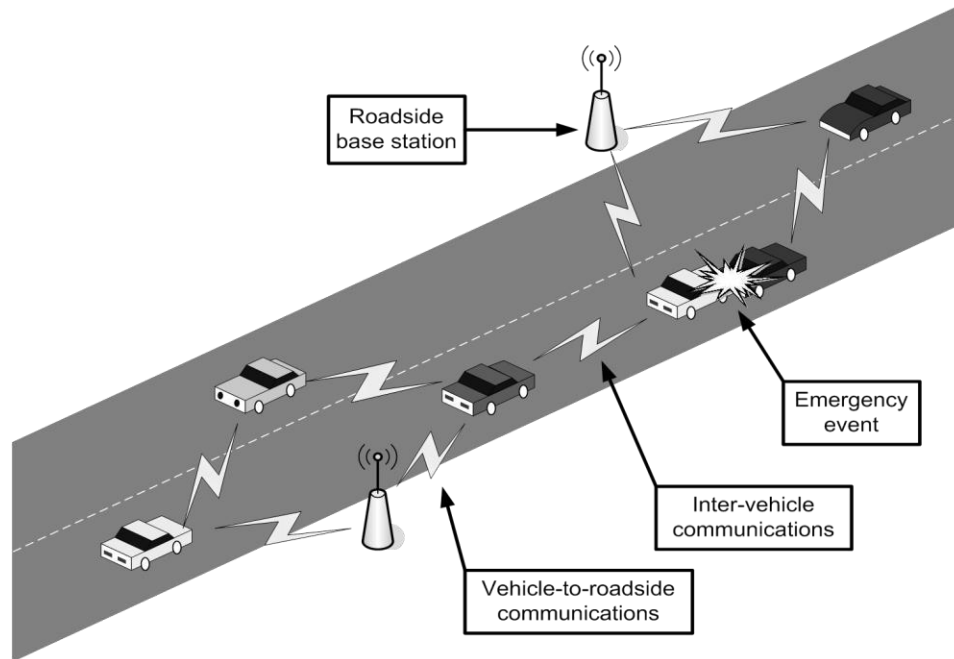 Roadside
base station
Emergency
event
Inter-vehicle
communications
Vehicle-to-roadside
communications